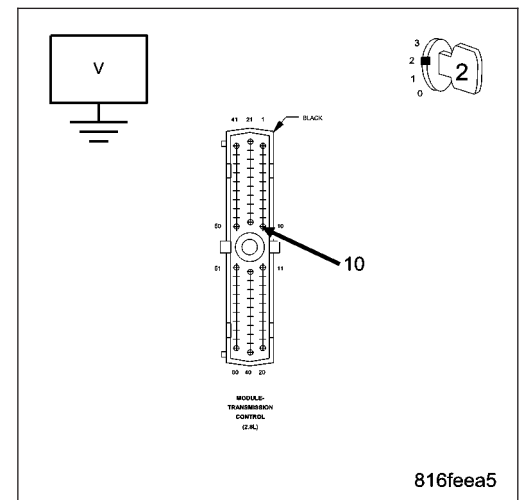 V
3
2
1
0
2
41 21 1
BLACK
50 10
10
51 11
60 40 20
MODULE-
TRANSMISSION
CONTROL
(2.8L)
816feea5